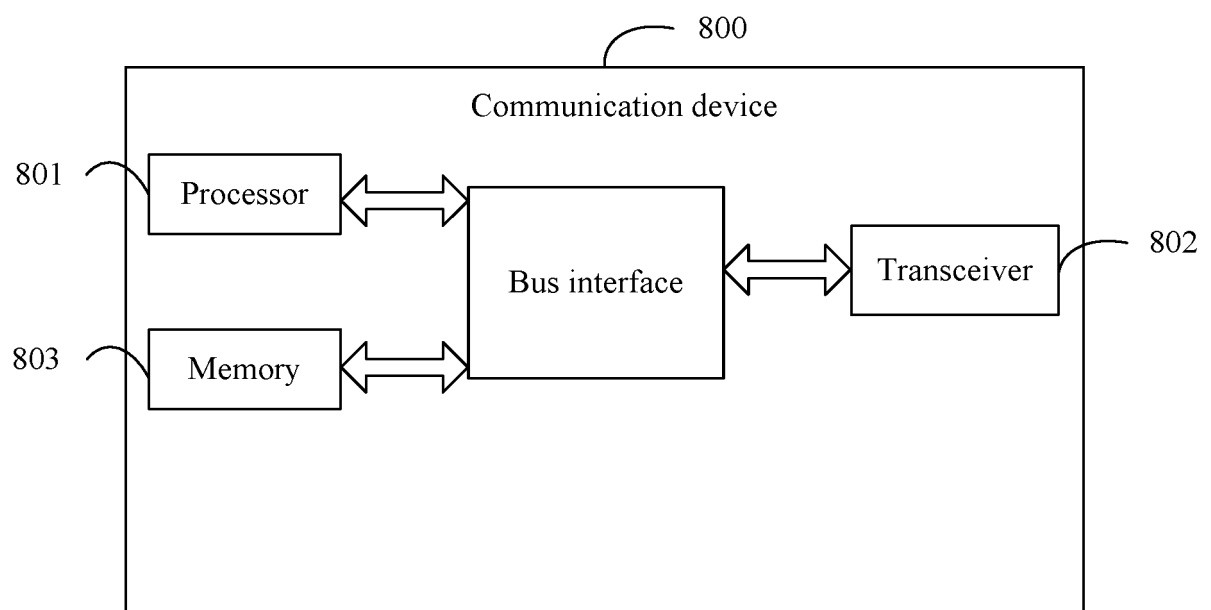 800
Communication device
801
Processor
Bus interface
Transceiver
802
803
Memory